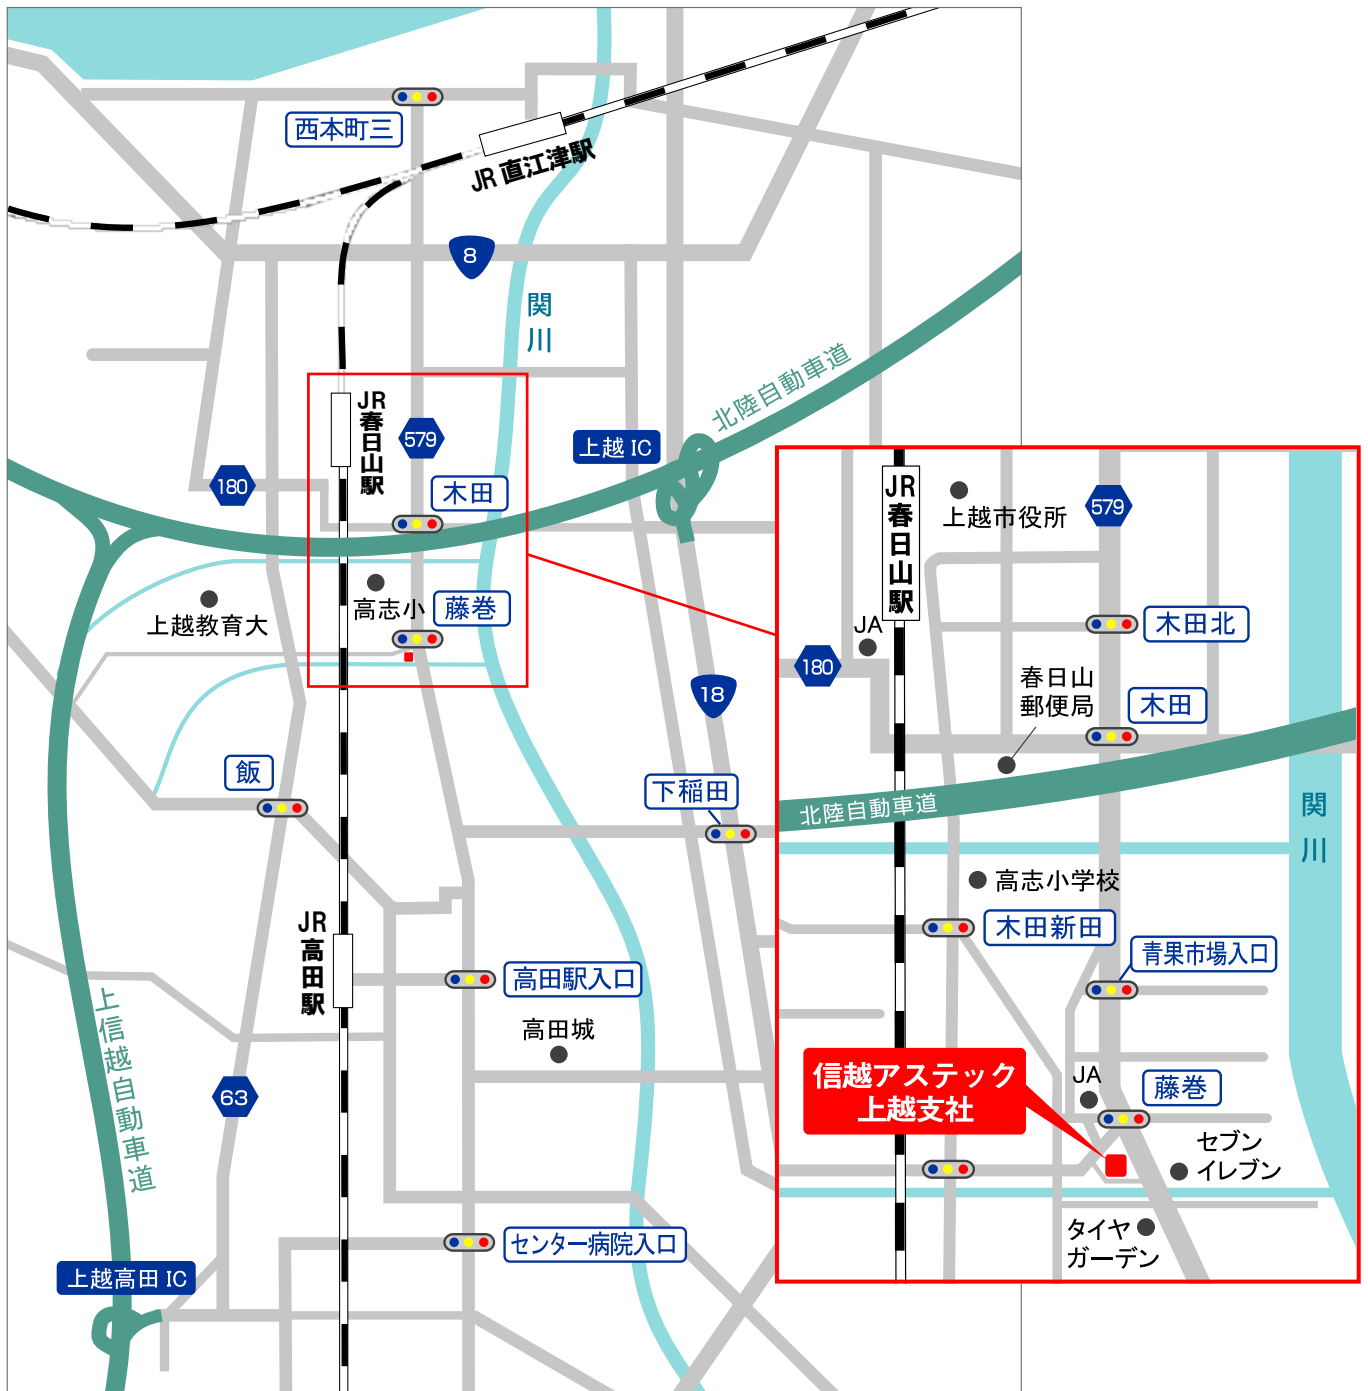 西本町三
JR 直江津駅
8
関川
北陸自動車道
JR春日山駅
579
上越 IC
180
木田
上越教育大
高志小
藤巻
18
飯
下稲田
JR高田駅
高田駅入口
高田城
上信越自動車道
63
センター病院入口
上越高田 IC
JR春日山駅
上越市役所
579
JA
木田北
180
春日山
郵便局
木田
北陸自動車道
関川
高志小学校
木田新田
青果市場入口
信越アステック
上越支社
JA
藤巻
セブン
イレブン
タイヤ
ガーデン